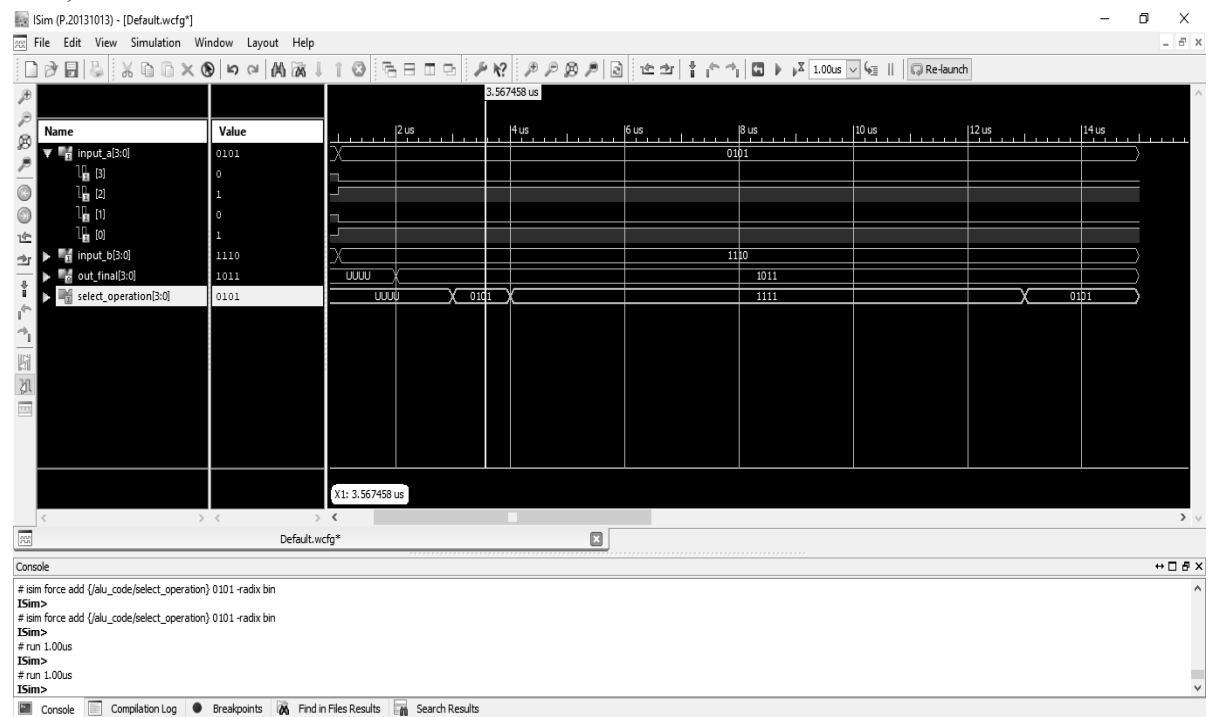 ISim (P.20131013) - [Default.wcfg*]
File Edit View Simulation Window Layout Help
1.00us Re-launch
3.567458 us
Name Value
2 us 4 us 6 us 8 us 10 us 12 us 14 us
input_a[3:0] 0101 0101
[3] 0
[2] 1
[1] 0
[0] 1
input_b[3:0] 1110 1110
out_final[3:0] 1011 UUUU 1011
select_operation[3:0] 0101 UUUU 0101 1111 0101
X1: 3.567458 us
Default.wcfg*
Console
# isim force add {/alu_code/select_operation} 0101 -radix bin
ISim>
# isim force add {/alu_code/select_operation} 0101 -radix bin
ISim>
# run 1.00us
ISim>
# run 1.00us
ISim>
Console Compilation Log Breakpoints Find in Files Results Search Results